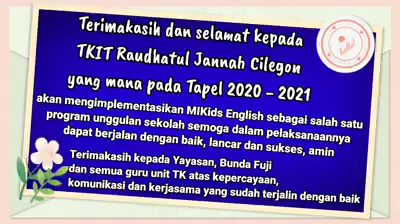 Terimakasih dan selamat kepada
TKIT Raudhatul Jannah Cilegon
yang mana pada Tapel 2020 – 2021
akan mengimplementasikan MIKids English sebagai salah satu
program unggulan sekolah semoga dalam pelaksanaannya
dapat berjalan dengan baik, lancar dan sukses, amin
Terimakasih kepada Yayasan, Bunda Fuji
dan semua guru unit TK atas kepercayaan,
komunikasi dan kerjasama yang sudah terjalin dengan baik
hello!